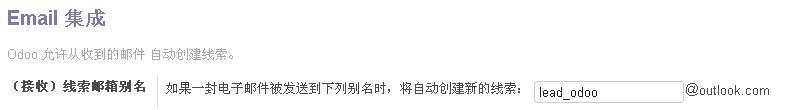 Email 集成
Odoo 允许从收到的邮件 自动创建线索。
（接收）线索邮箱别名 如果一封电子邮件被发送到下列别名时，将自动创建新的线索： lead_odoo @outlook.com